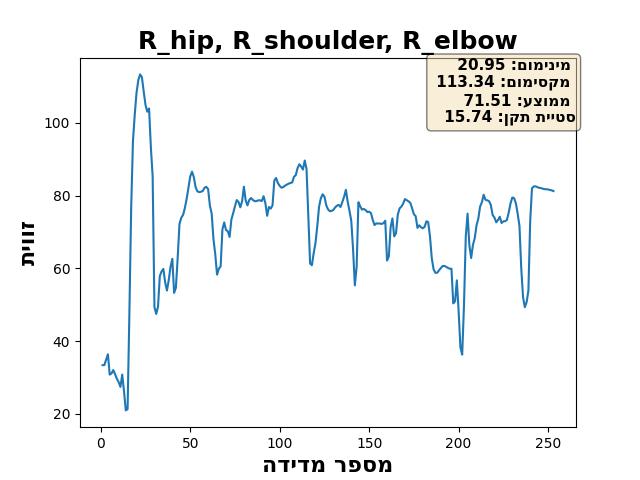 R_hip, R_shoulder, R_elbow
מינימום: 20.95
מקסימום: 113.34
ממוצע: 71.51
סטיית תקן: 15.74
זווית
100
80
60
40
20
0 50 100 150 200 250
מספר מדידה